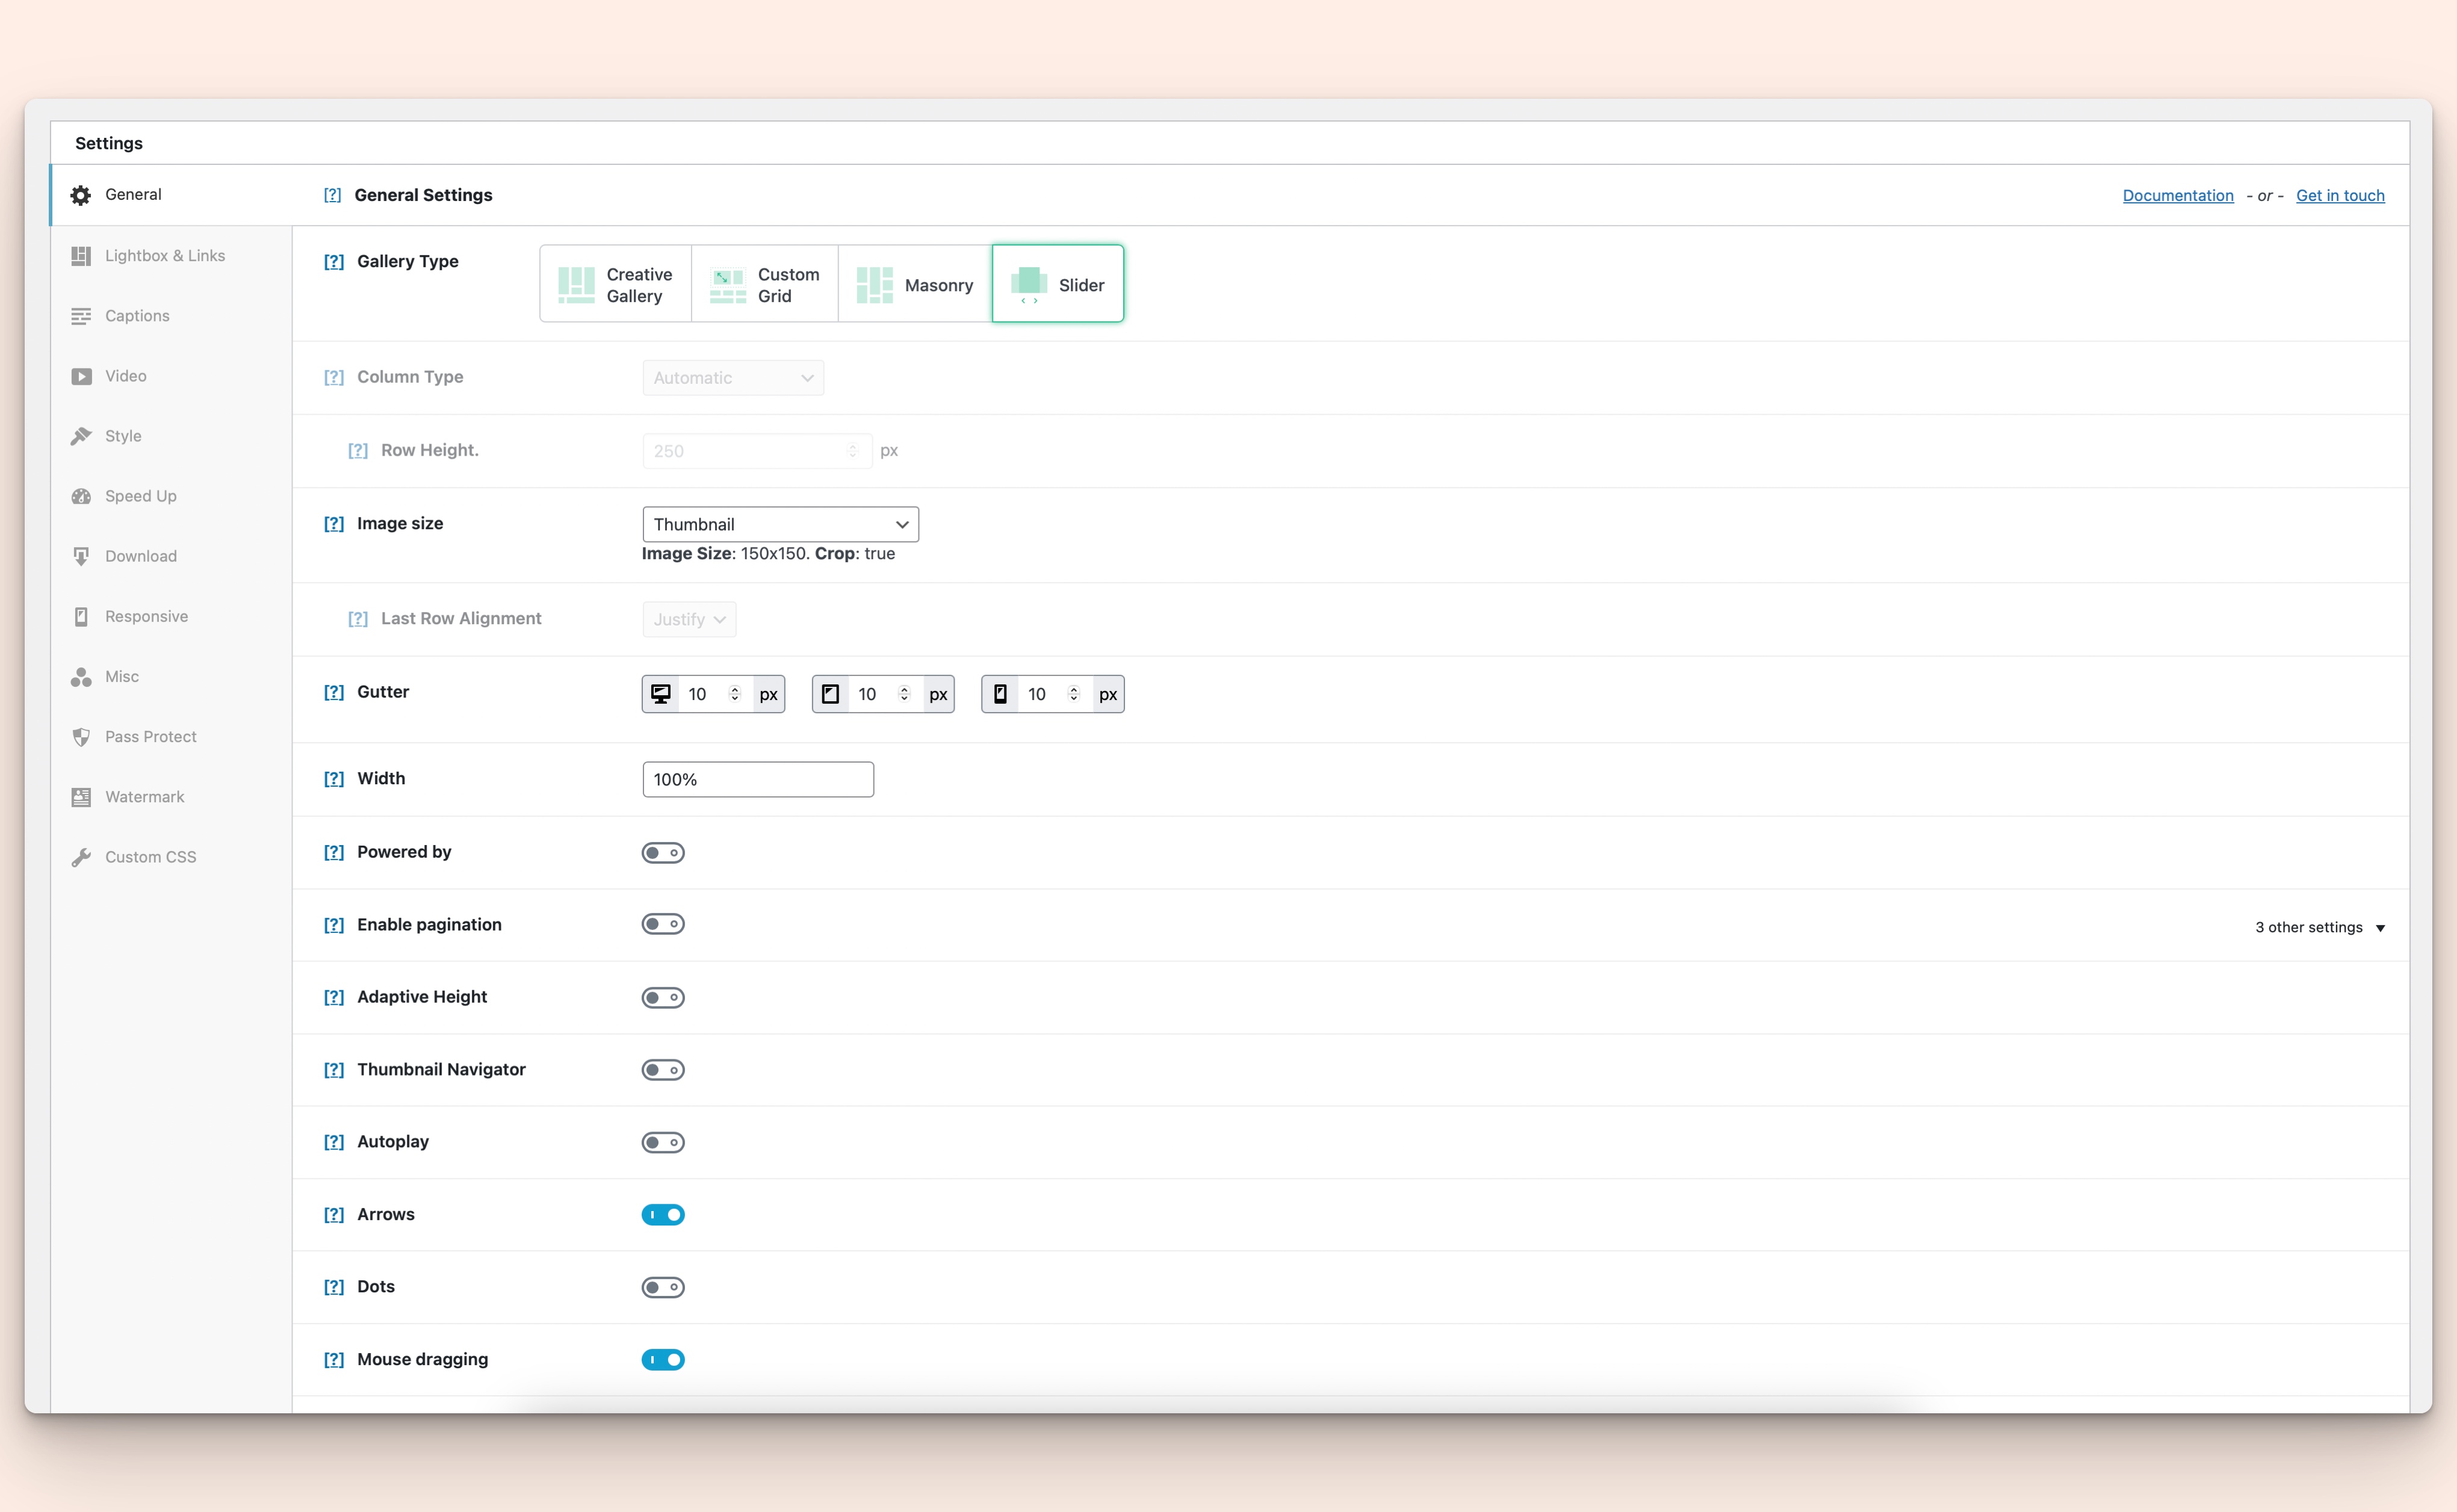 Settings
General
[?] General Settings
Documentation - or - Get in touch
Lightbox & Links
Captions
Video
Style
Speed Up
Download
Responsive
Misc
Pass Protect
Watermark
Custom CSS
[?] Gallery Type
Creative
Gallery
Custom
Grid
Masonry
Slider
[?] Column Type Automatic
[?] Row Height. 250 px
[?] Image size Thumbnail
Image Size: 150x150. Crop: true
[?] Last Row Alignment Justify
[?] Gutter 10 px 10 px 10 px
[?] Width 100%
[?] Powered by
[?] Enable pagination 3 other settings
[?] Adaptive Height
[?] Thumbnail Navigator
[?] Autoplay
[?] Arrows
[?] Dots
[?] Mouse dragging